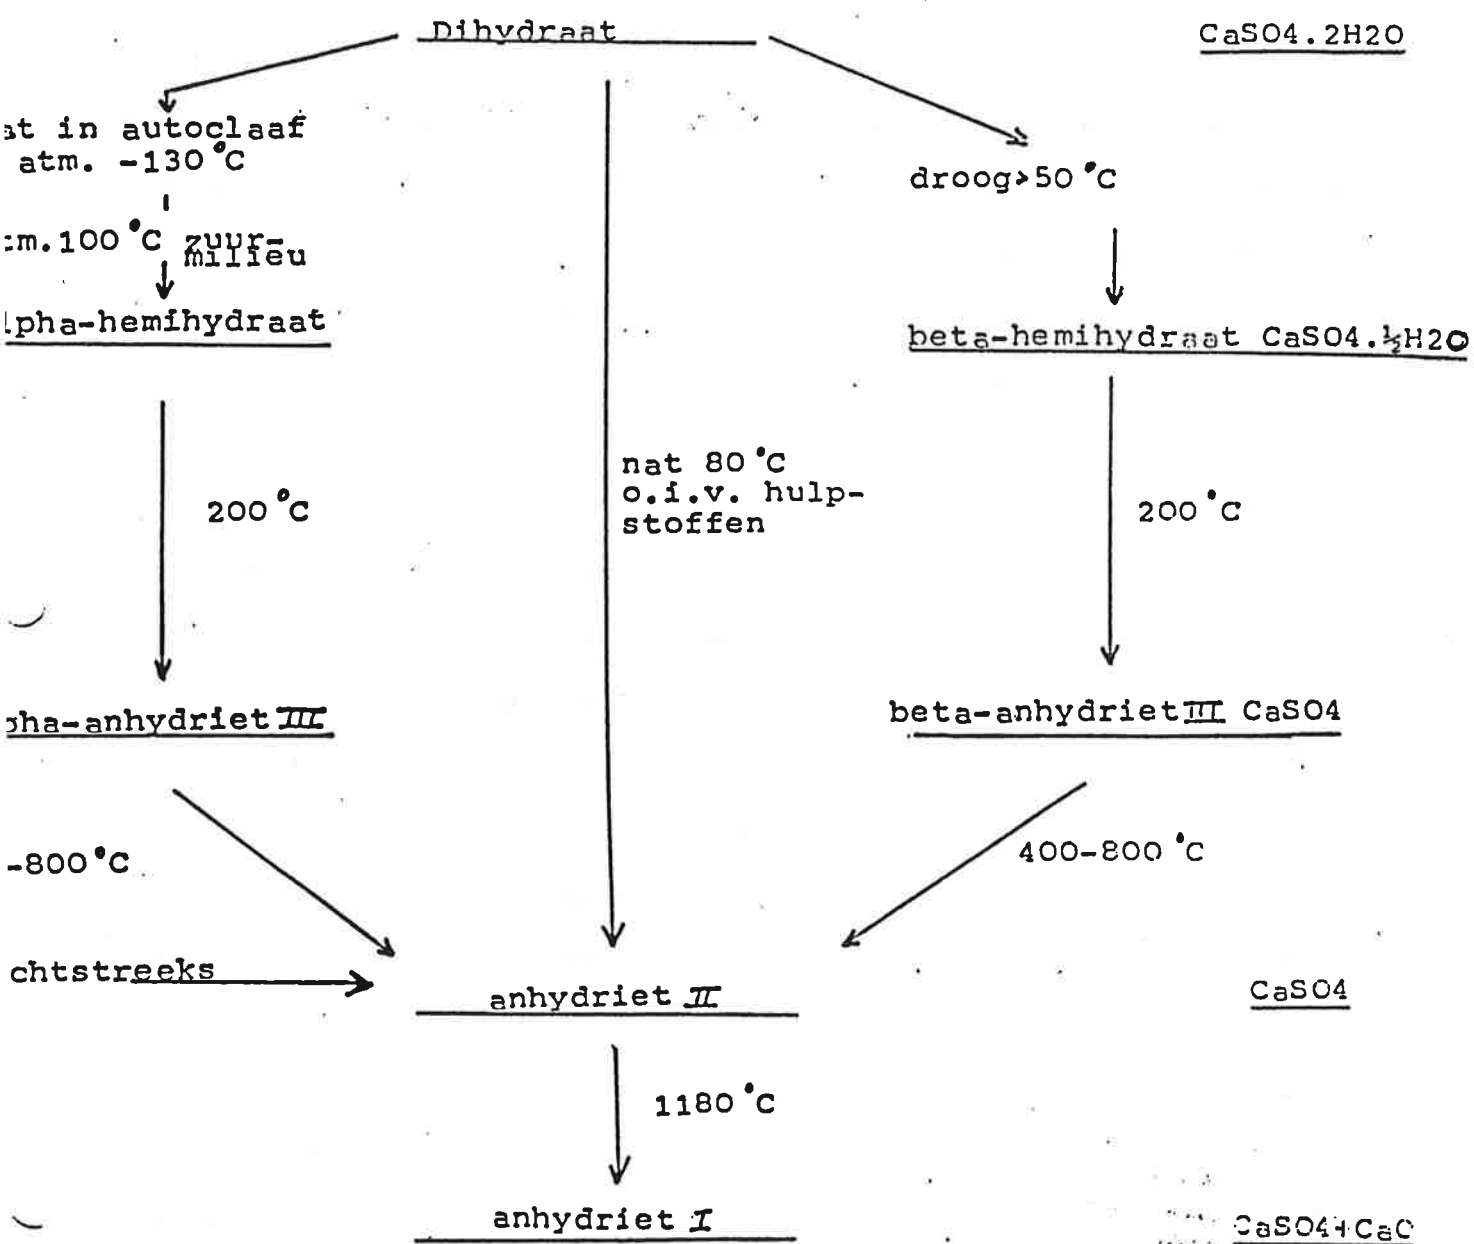 Dihydraat
CaSO4.2H2O
at in autoclaaf
atm. -130°C
droog>50°C
m.100°C zuur-
milieu
lpha-hemihydraat
beta-hemihydraat CaSO4.½H2O
nat 80°C
o.i.v. hulp-
stoffen
200°C
200°C
pha-anhydriet III
beta-anhydriet III CaSO4
-800°C
400-800°C
chtstreeks
anhydriet II
CaSO4
1180°C
anhydriet I
CaSO4+CaO